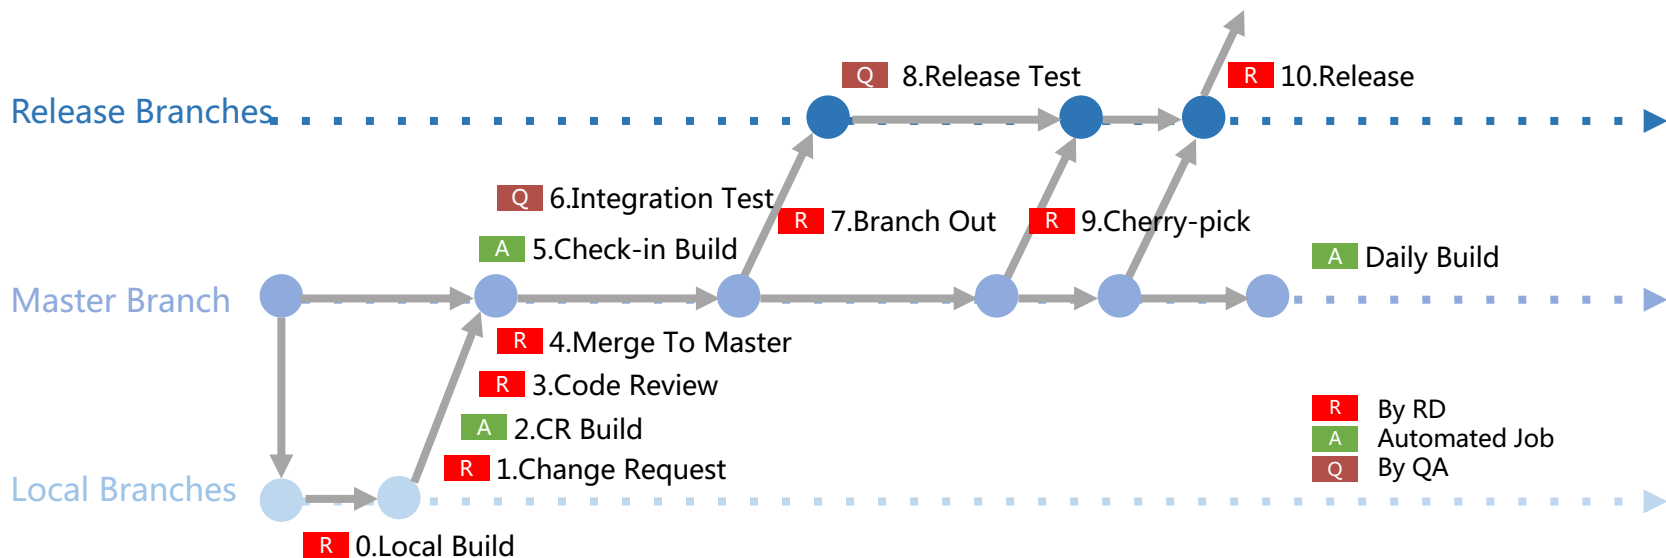 Q 8.Release Test
R 10.Release
Release Branches
Q 6.Integration Test
R 7.Branch Out
R 9.Cherry-pick
A 5.Check-in Build
A Daily Build
Master Branch
R 4.Merge To Master
R 3.Code Review
A 2.CR Build
R 1.Change Request
Local Branches
R 0.Local Build
R By RD
A Automated Job
Q By QA